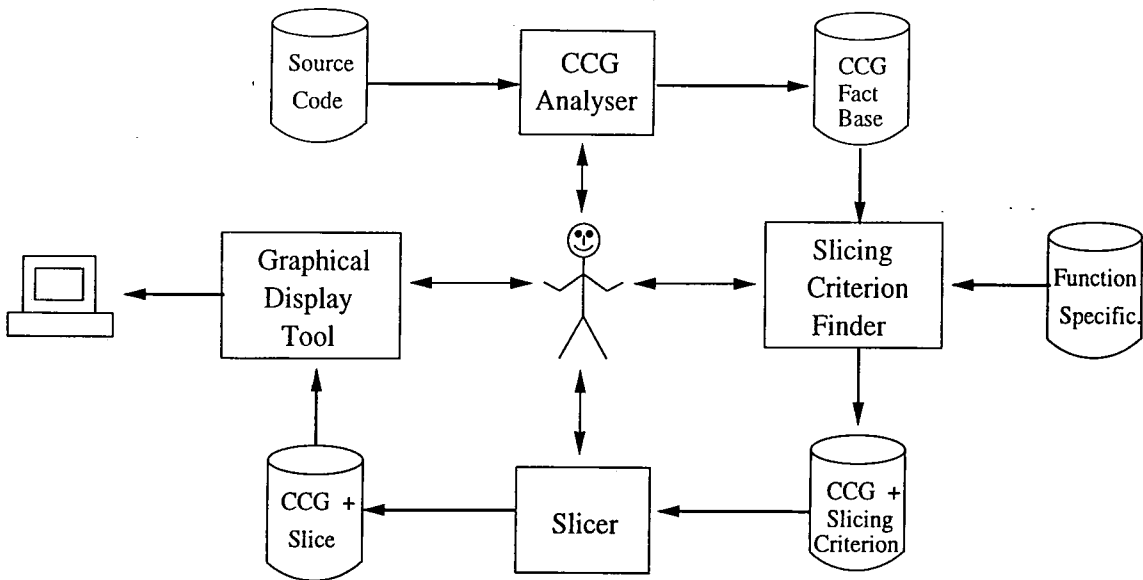 Source
Code
CCG
Analyser
CCG
Fact
Base
Graphical
Display
Tool
Slicing
Criterion
Finder
Function
Specific.
CCG +
Slice
Slicer
CCG +
Slicing
Criterion